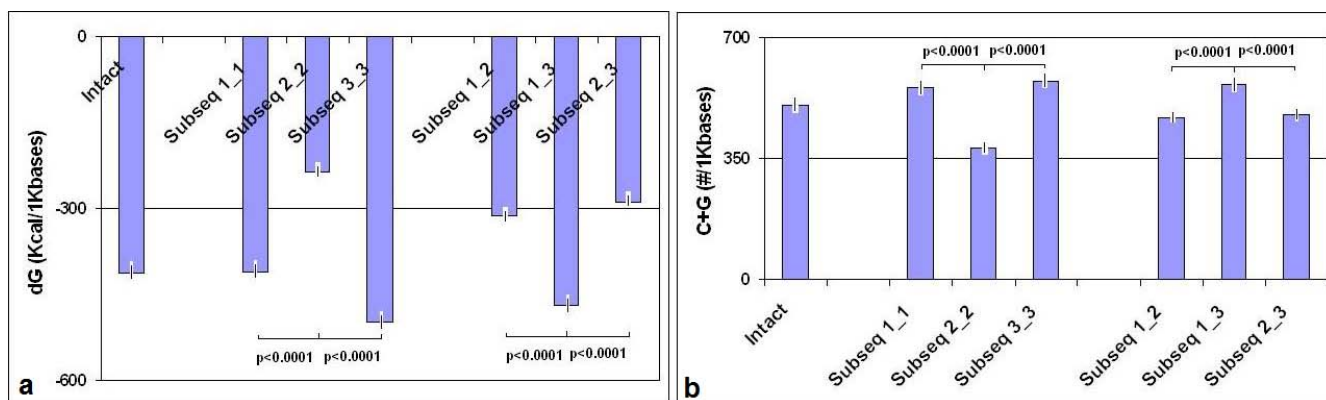 0
-300
-600
dG (Kcal/1Kbases)
Intact
Subseq 1_1
Subseq 2_2
Subseq 3_3
Subseq 1_2
Subseq 1_3
Subseq 2_3
p<0.0001 p<0.0001
p<0.0001 p<0.0001
a
700
350
0
C+G (#/1Kbases)
p<0.0001 p<0.0001
p<0.0001 p<0.0001
Intact
Subseq 1_1
Subseq 2_2
Subseq 3_3
Subseq 1_2
Subseq 1_3
Subseq 2_3
b